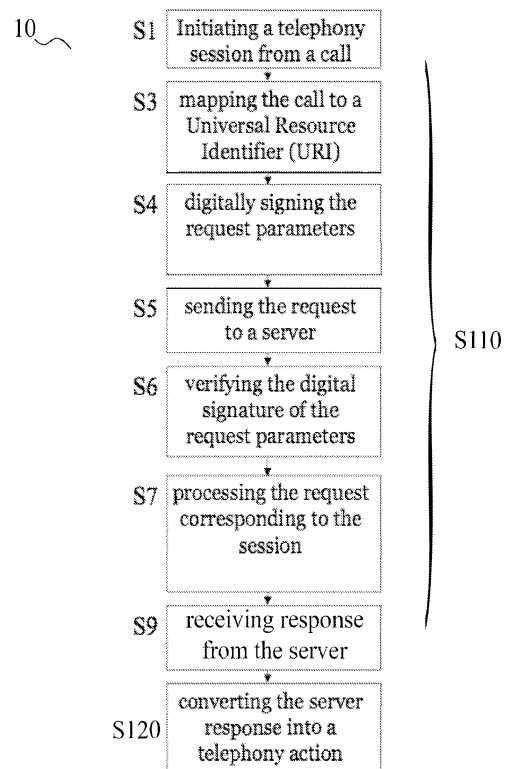 10
S1
Initiating a telephony
session from a call
S3
mapping the call to a
Universal Resource
Identifier (URI)
S4
digitally signing the
request parameters
S5
sending the request
to a server
S6
verifying the digital
signature of the
request parameters
S7
processing the request
corresponding to the
session
S9
receiving response
from the server
S120
converting the server
response into a
telephony action
S110